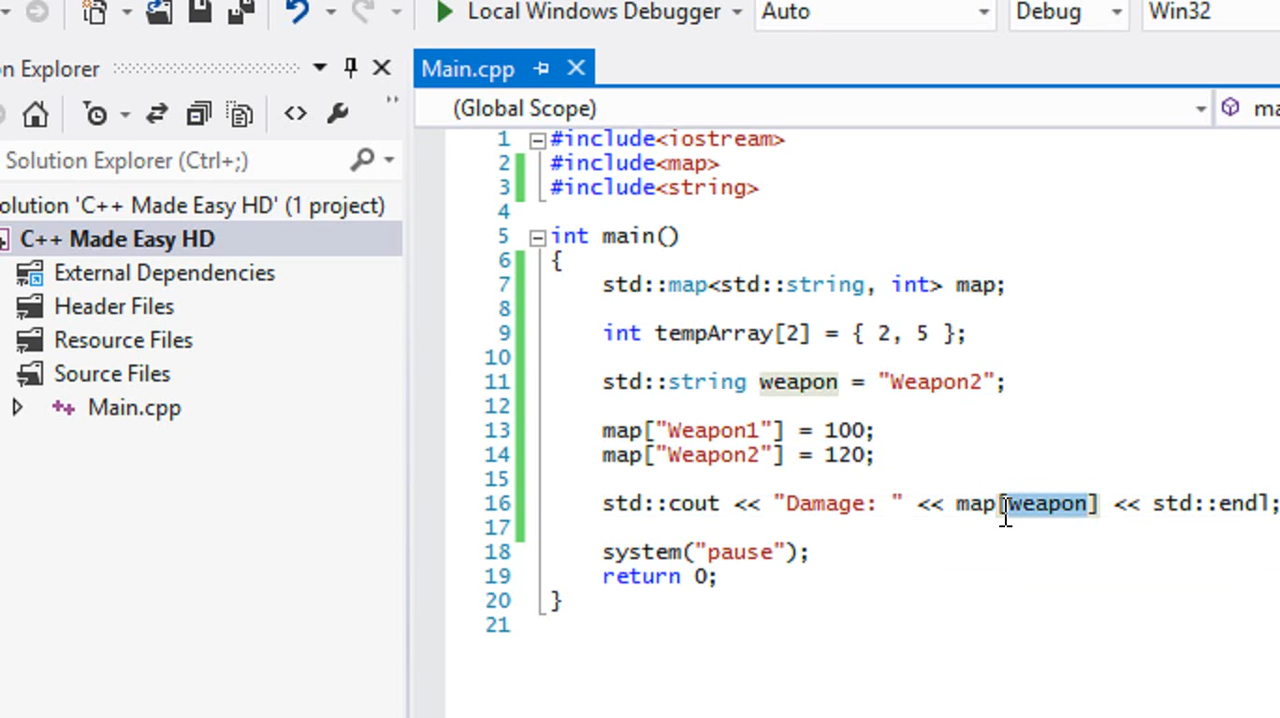 Local Windows Debugger Auto Debug Win32
on Explorer
Main.cpp
(Global Scope)
Solution Explorer (Ctrl+;)
olution 'C++ Made Easy HD' (1 project)
C++ Made Easy HD
External Dependencies
Header Files
Resource Files
Source Files
Main.cpp
1 #include<iostream>
2 #include<map>
3 #include<string>
4
5 int main()
6 {
7 std::map<std::string, int> map;
8
9 int tempArray[2] = { 2, 5 };
10
11 std::string weapon = "Weapon2";
12
13 map["Weapon1"] = 100;
14 map["Weapon2"] = 120;
15
16 std::cout << "Damage: " << map[weapon] << std::endl;
17
18 system("pause");
19 return 0;
20 }
21